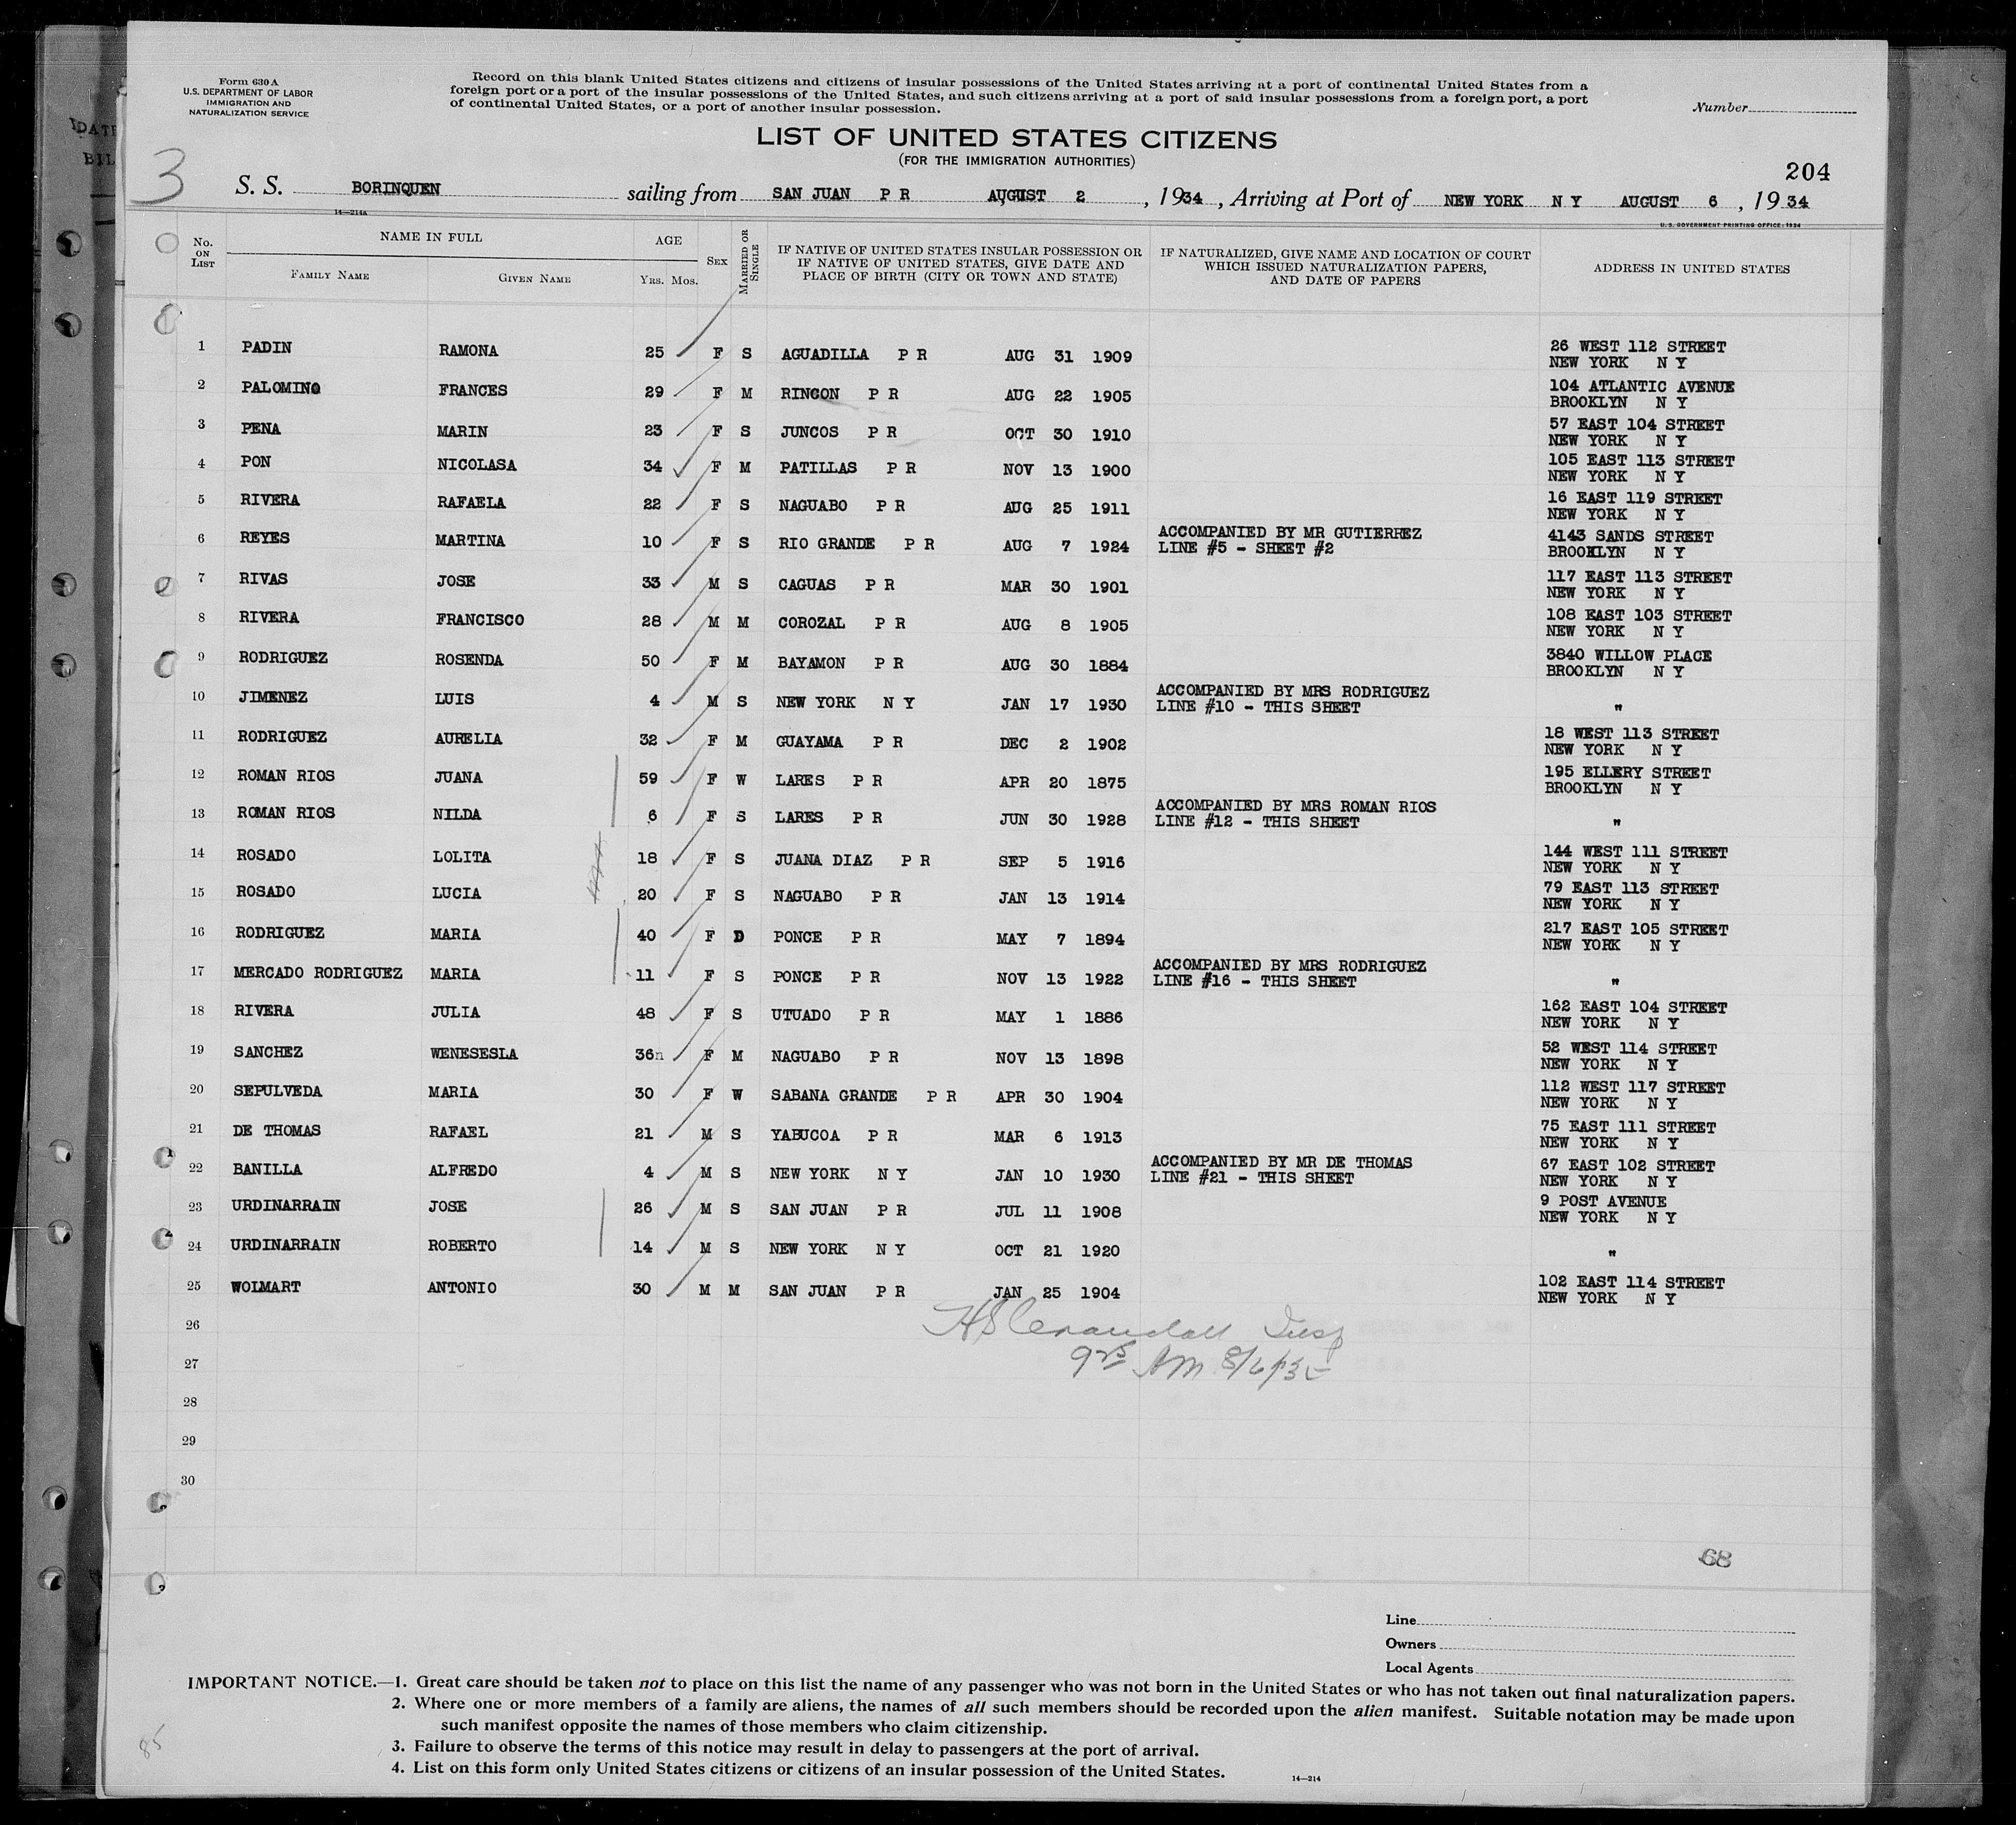 Form 630 A
U.S. DEPARTMENT OF LABOR
IMMIGRATION AND
NATURALIZATION SERVICE
Record on this blank United States citizens and citizens of insular possessions of the United States arriving at a port of continental United States from a
foreign port or a port of the insular possessions of the United States, and such citizens arriving at a port of said insular possessions from a foreign port, a port
of continental United States, or a port of another insular possession.
Number
LIST OF UNITED STATES CITIZENS
(FOR THE IMMIGRATION AUTHORITIES)
204
3
S. S. BORINQUEN sailing from SAN JUAN P R AUGUST 2, 1934, Arriving at Port of NEW YORK N Y AUGUST 6, 1934
14—214A
U. S. GOVERNMENT PRINTING OFFICE: 1934
No. ON LIST NAME IN FULL FAMILY NAME GIVEN NAME AGE YRS. MOS. SEX MARRIED OR SINGLE IF NATIVE OF UNITED STATES INSULAR POSSESSION OR IF NATIVE OF UNITED STATES, GIVE DATE AND PLACE OF BIRTH (CITY OR TOWN AND STATE) IF NATURALIZED, GIVE NAME AND LOCATION OF COURT WHICH ISSUED NATURALIZATION PAPERS, AND DATE OF PAPERS ADDRESS IN UNITED STATES
1 PADIN RAMONA 25 F S AGUADILLA P R AUG 31 1909 26 WEST 112 STREET
NEW YORK N Y
2 PALOMINO FRANCES 29 F M RINCON P R AUG 22 1905 104 ATLANTIC AVENUE
BROOKLYN N Y
3 PENA MARIN 23 F S JUNCOS P R OCT 30 1910 57 EAST 104 STREET
NEW YORK N Y
4 PON NICOLASA 34 F M PATILLAS P R NOV 13 1900 105 EAST 113 STREET
NEW YORK N Y
5 RIVERA RAFAELA 22 F S NAGUABO P R AUG 25 1911 16 EAST 119 STREET
NEW YORK N Y
6 REYES MARTINA 10 F S RIO GRANDE P R AUG 7 1924 ACCOMPANIED BY MR GUTIERREZ 4143 SANDS STREET
LINE #5 - SHEET #2 BROOKLYN N Y
7 RIVAS JOSE 33 M S CAGUAS P R MAR 30 1901 117 EAST 113 STREET
NEW YORK N Y
8 RIVERA FRANCISCO 28 M M COROZAL P R AUG 8 1905 108 EAST 103 STREET
NEW YORK N Y
9 RODRIGUEZ ROSENDA 50 F M BAYAMON P R AUG 30 1884 3840 WILLOW PLACE
BROOKLYN N Y
10 JIMENEZ LUIS 4 M S NEW YORK N Y JAN 17 1930 ACCOMPANIED BY MRS RODRIGUEZ
LINE #10 - THIS SHEET "
11 RODRIGUEZ AURELIA 32 F M GUAYAMA P R DEC 2 1902 18 WEST 113 STREET
NEW YORK N Y
12 ROMAN RIOS JUANA 59 F W LARES P R APR 20 1875 195 ELLERY STREET
BROOKLYN N Y
13 ROMAN RIOS NILDA 6 F S LARES P R JUN 30 1928 ACCOMPANIED BY MRS ROMAN RIOS
LINE #12 - THIS SHEET "
14 ROSADO LOLITA 18 F S JUANA DIAZ P R SEP 5 1916 144 WEST 111 STREET
NEW YORK N Y
15 ROSADO LUCIA 20 F S NAGUABO P R JAN 13 1914 79 EAST 113 STREET
NEW YORK N Y
16 RODRIGUEZ MARIA 40 F D PONCE P R MAY 7 1894 217 EAST 105 STREET
NEW YORK N Y
17 MERCADO RODRIGUEZ MARIA 11 F S PONCE P R NOV 13 1922 ACCOMPANIED BY MRS RODRIGUEZ
LINE #16 - THIS SHEET "
18 RIVERA JULIA 48 F S UTUADO P R MAY 1 1886 162 EAST 104 STREET
NEW YORK N Y
19 SANCHEZ WENESESLA 36n F M NAGUABO P R NOV 13 1898 52 WEST 114 STREET
NEW YORK N Y
20 SEPULVEDA MARIA 30 F W SABANA GRANDE P R APR 30 1904 112 WEST 117 STREET
NEW YORK N Y
21 DE THOMAS RAFAEL 21 M S YABUCOA P R MAR 6 1913 75 EAST 111 STREET
NEW YORK N Y
22 BANILLA ALFREDO 4 M S NEW YORK N Y JAN 10 1930 ACCOMPANIED BY MR DE THOMAS 67 EAST 102 STREET
LINE #21 - THIS SHEET NEW YORK N Y
23 URDINARRAIN JOSE 26 M S SAN JUAN P R JUL 11 1908 9 POST AVENUE
NEW YORK N Y
24 URDINARRAIN ROBERTO 14 M S NEW YORK N Y OCT 21 1920 "
25 WOLMART ANTONIO 30 M M SAN JUAN P R JAN 25 1904 102 EAST 114 STREET
NEW YORK N Y
26 HS Crandall Insp
27 AM
28
29
30
68
Line
Owners
Local Agents
IMPORTANT NOTICE.—1. Great care should be taken not to place on this list the name of any passenger who was not born in the United States or who has not taken out final naturalization papers.
2. Where one or more members of a family are aliens, the names of all such members should be recorded upon the alien manifest. Suitable notation may be made upon
such manifest opposite the names of those members who claim citizenship.
3. Failure to observe the terms of this notice may result in delay to passengers at the port of arrival.
4. List on this form only United States citizens or citizens of an insular possession of the United States.
14—214
85